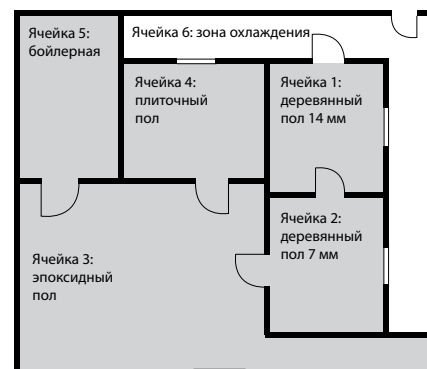 Ячейка 5:
бойлерная
Ячейка 6: зона охлаждения
Ячейка 4:
плиточный
пол
Ячейка 1:
деревянный
пол 14 мм
Ячейка 2:
деревянный
пол 7 мм
Ячейка 3:
эпоксидный
пол